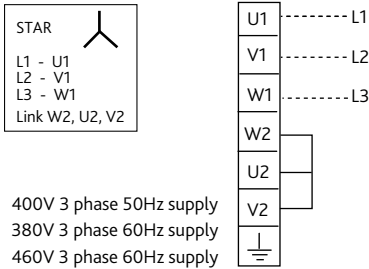 STAR
L1 - U1
L2 - V1
L3 - W1
Link W2, U2, V2
U1 L1
V1 L2
W1 L3
W2
U2
V2
400V 3 phase 50Hz supply
380V 3 phase 60Hz supply
460V 3 phase 60Hz supply